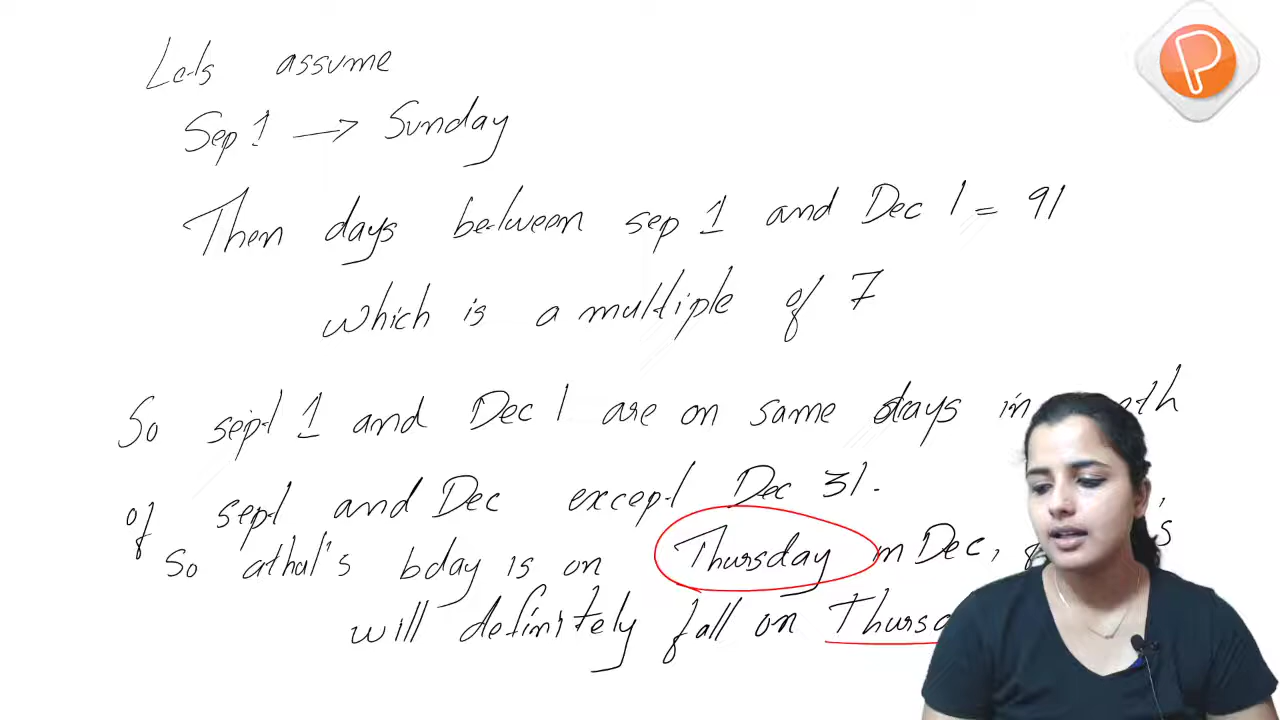 Lets assume
Sep 1 → Sunday
Then days between sep 1 and Dec 1 = 91
which is a multiple of 7
So sept 1 and Dec 1 are on same days in
of sept and Dec except Dec 31.
So athul's bday is on Thursday in Dec,
will definitely fall on